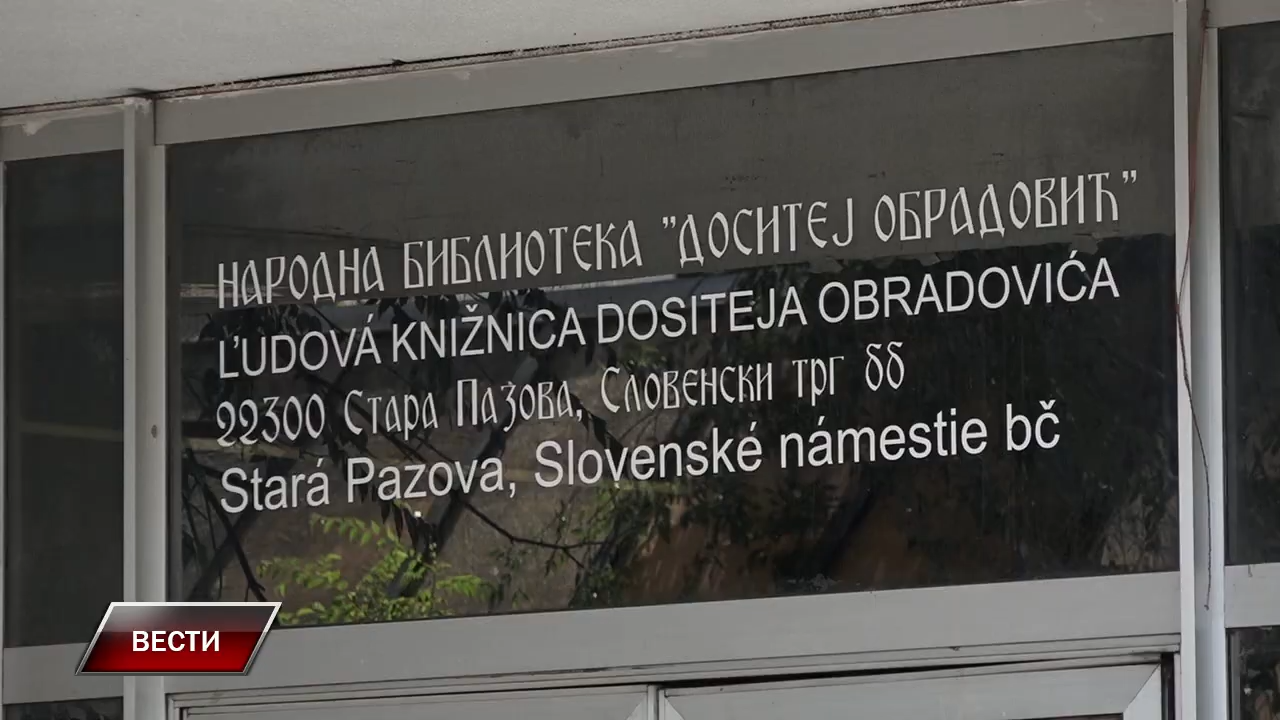 НАРОДНА БИБЛИОТЕКА "ДОСИТЕЈ ОБРАДОВИЋ"
ĽUDOVÁ KNIŽNICA DOSITEJA OBRADOVIĆA
22300 Стара Пазова, Словенски трг бб
Stará Pazova, Slovenské námestie bč
ВЕСТИ